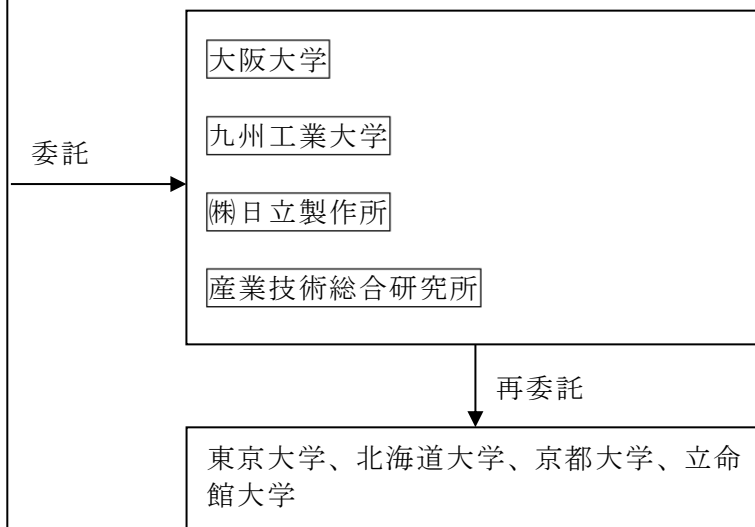 大阪大学
九州工業大学
委託
㈱日立製作所
産業技術総合研究所
再委託
東京大学、北海道大学、京都大学、立命
館大学